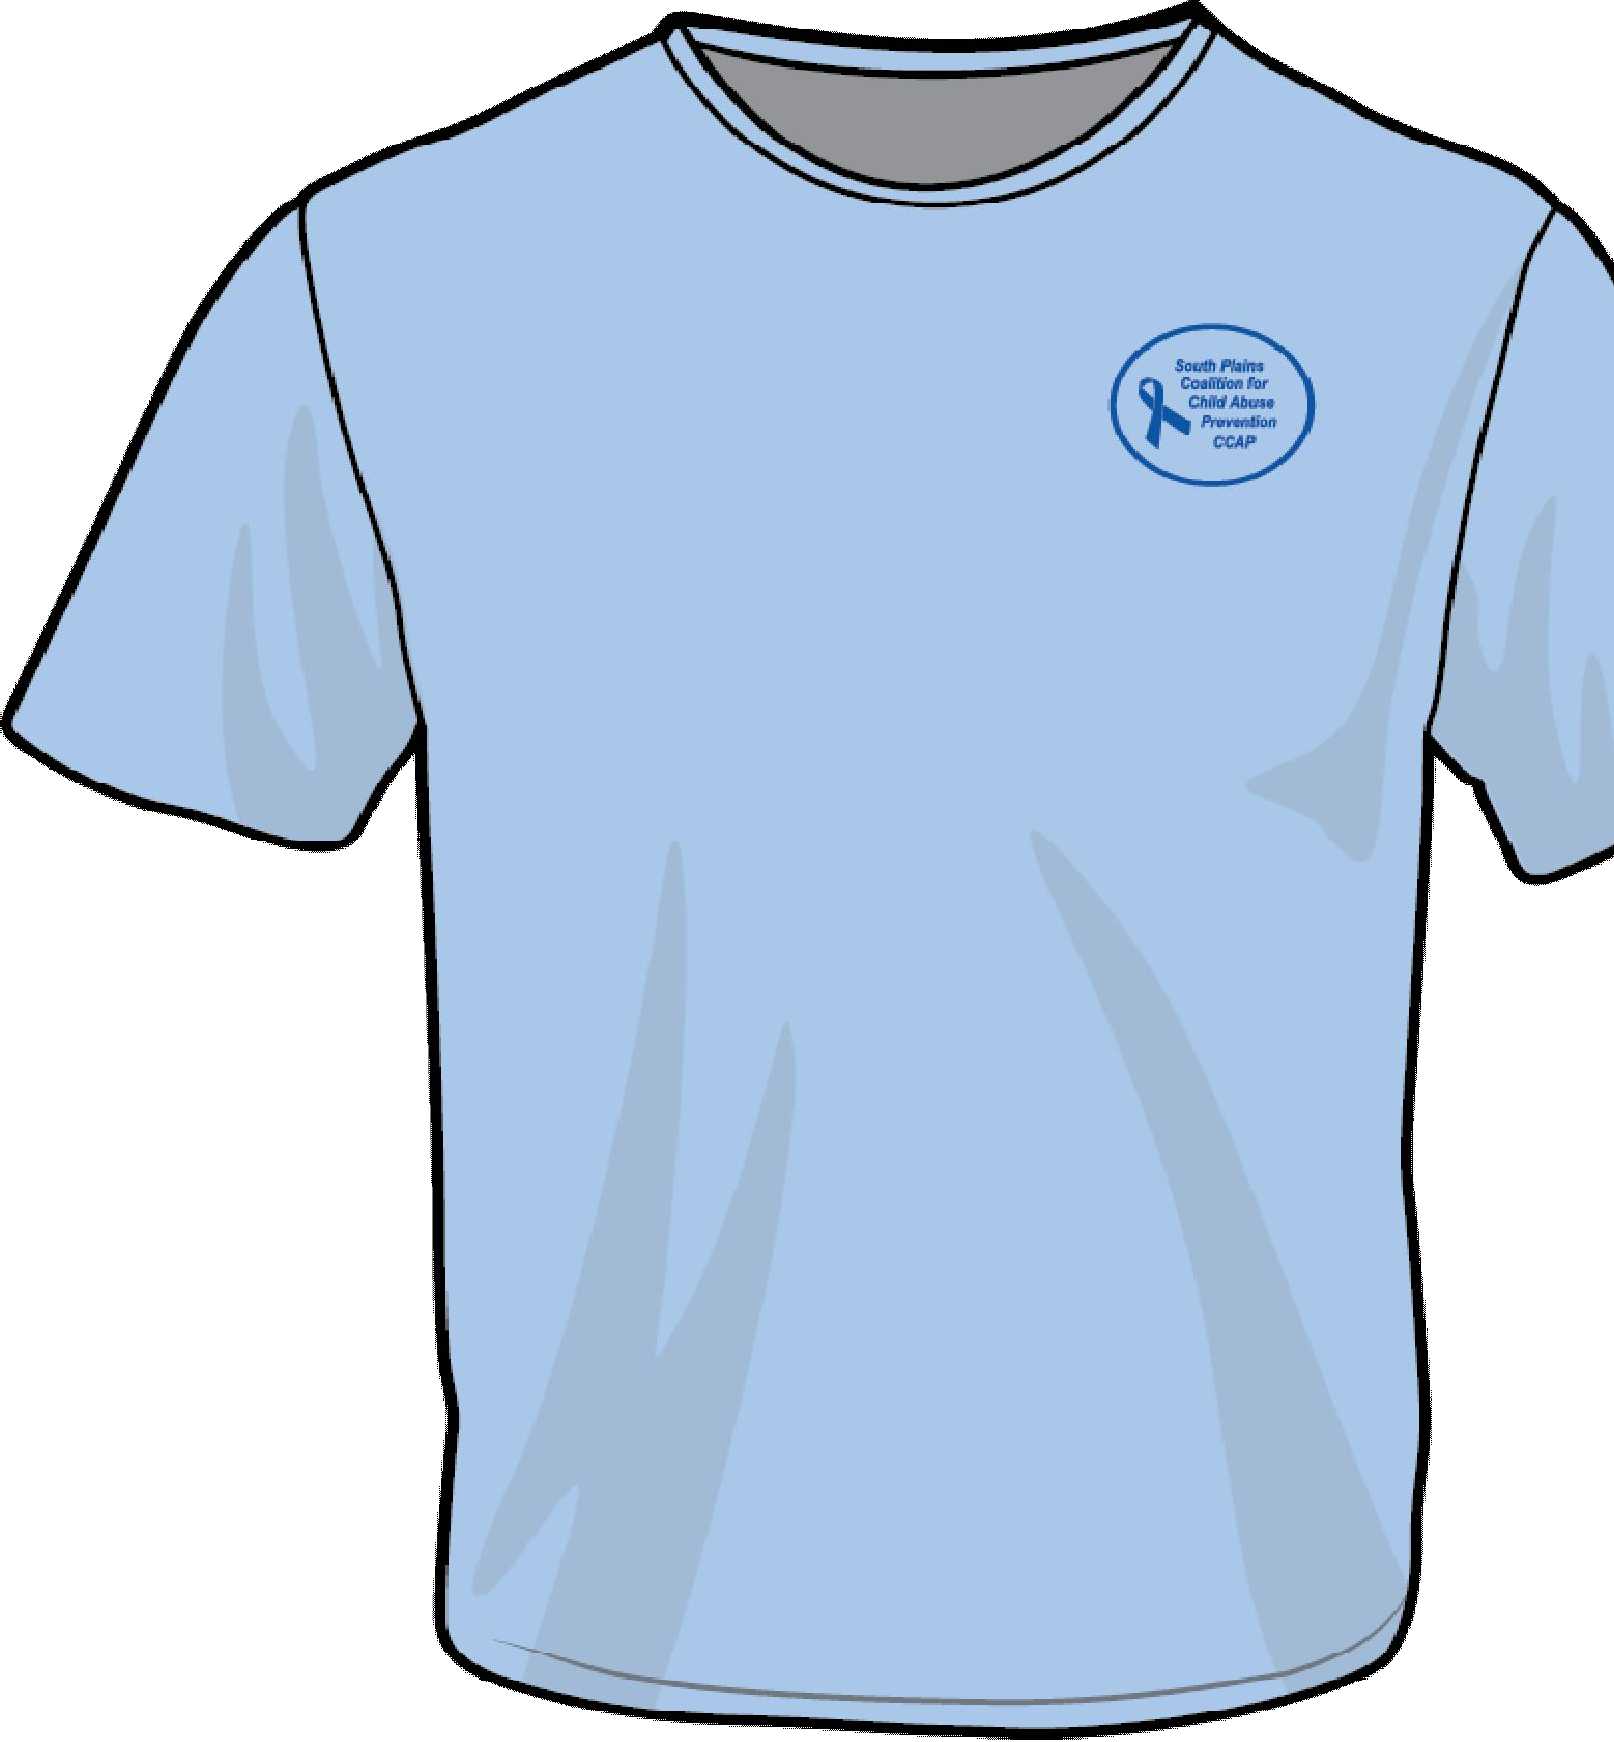 South Plains
Coalition For
Child Abuse
Prevention
CCAP